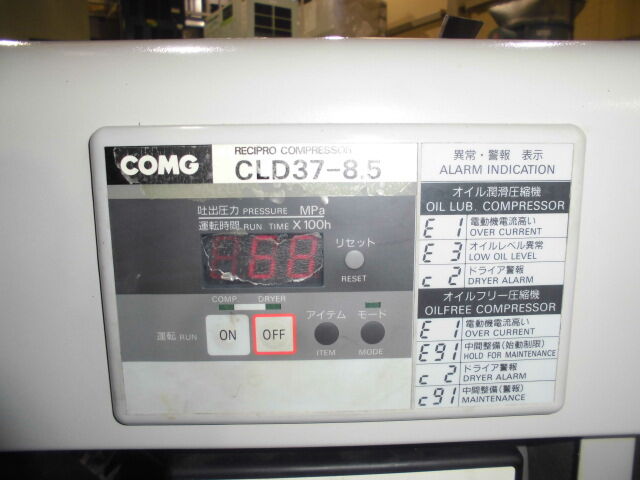 COMG
RECIPRO COMPRESSOR
CLD37-8.5
吐出圧力 PRESSURE MPa
運転時間 RUN TIME X100h
68
リセット
RESET
COMP DRYER
運転 RUN
ON
OFF
アイテム
ITEM
モード
MODE
異常・警報 表示
ALARM INDICATION
オイル潤滑圧縮機
OIL LUB. COMPRESSOR
E 1 電動機電流高い
OVER CURRENT
E 3 オイルレベル異常
LOW OIL LEVEL
c 2 ドライア警報
DRYER ALARM
オイルフリー圧縮機
OILFREE COMPRESSOR
E 1 電動機電流高い
OVER CURRENT
E91 中間整備(始動制限)
HOLD FOR MAINTENANCE
c 2 ドライア警報
DRYER ALARM
c91 中間整備(警報)
MAINTENANCE